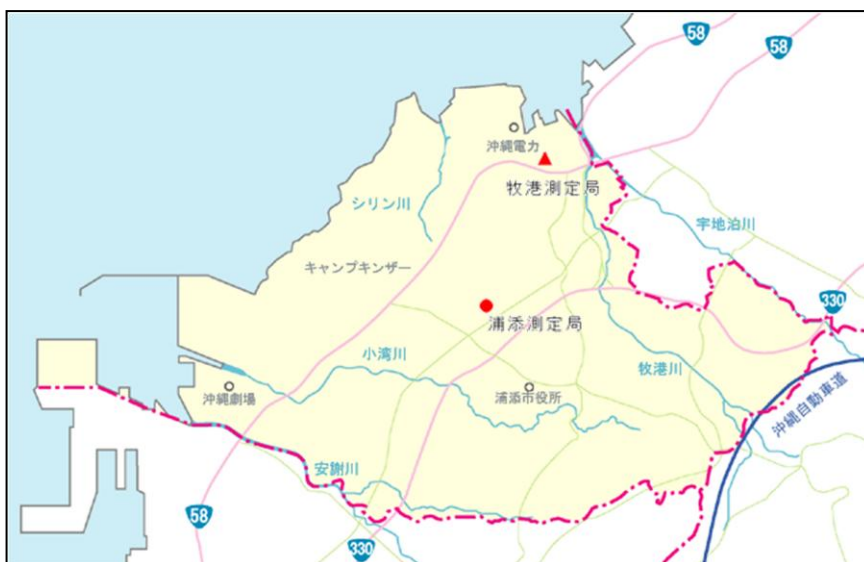 58
58
沖縄電力
牧港測定局
シリン川
宇地泊川
キャンプキンザー
330
浦添測定局
小湾川
牧港川
沖縄劇場
浦添市役所
沖縄自動車道
安謝川
58
330